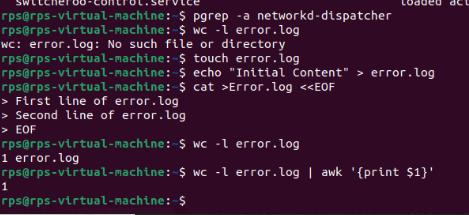 switcheroo-control.service loaded act
rps@rps-virtual-machine:~$ pgrep -a networkd-dispatcher
rps@rps-virtual-machine:~$ wc -l error.log
wc: error.log: No such file or directory
rps@rps-virtual-machine:~$ touch error.log
rps@rps-virtual-machine:~$ echo "Initial Content" > error.log
rps@rps-virtual-machine:~$ cat >Error.log <<EOF
> First line of error.log
> Second line of error.log
> EOF
rps@rps-virtual-machine:~$ wc -l error.log
1 error.log
rps@rps-virtual-machine:~$ wc -l error.log | awk '{print $1}'
1
rps@rps-virtual-machine:~$